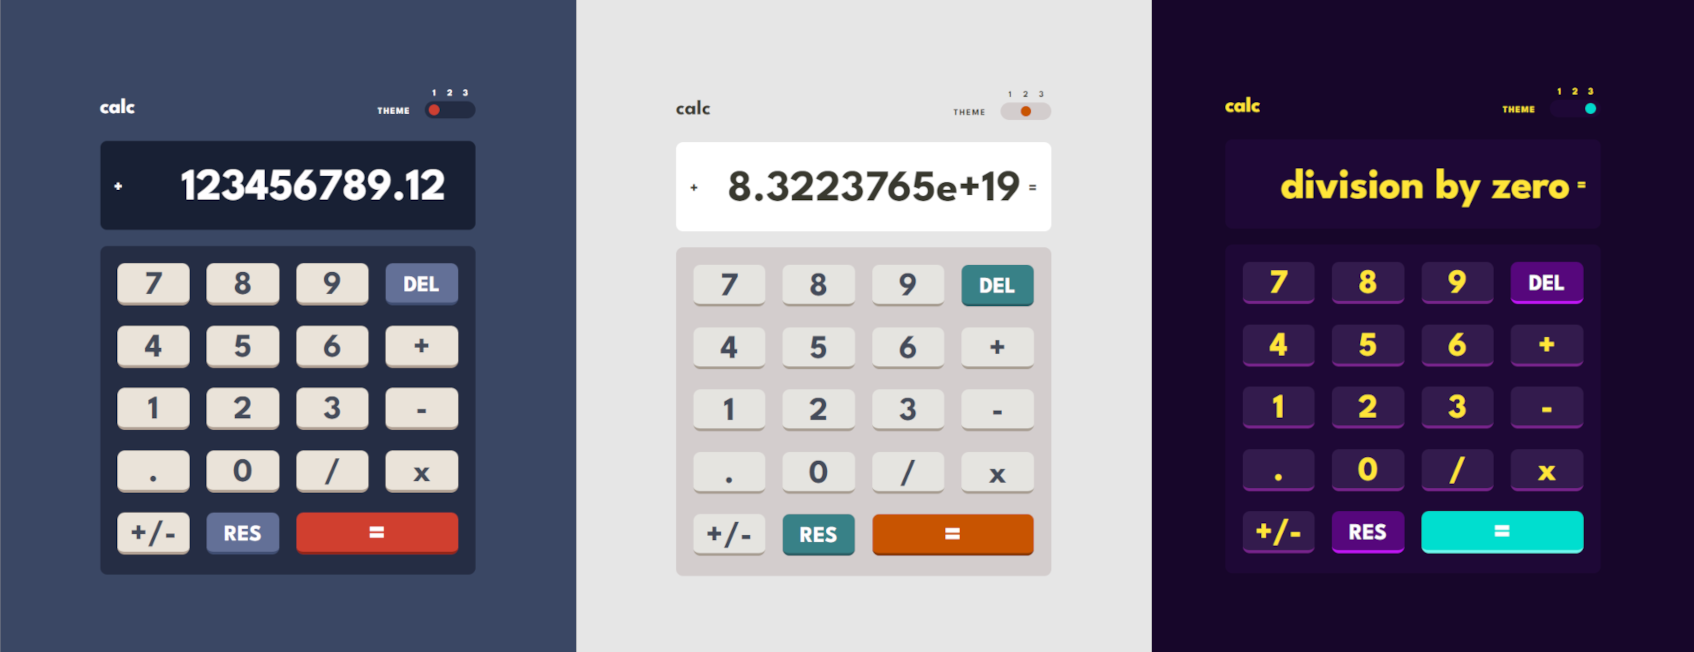 1 2 3
calc THEME
+ 123456789.12
7 8 9 DEL
4 5 6 +
1 2 3 -
. 0 / x
+/- RES =
1 2 3
calc THEME
+ 8.3223765e+19 =
7 8 9 DEL
4 5 6 +
1 2 3 -
. 0 / x
+/- RES =
1 2 3
calc THEME
division by zero =
7 8 9 DEL
4 5 6 +
1 2 3 -
. 0 / x
+/- RES =